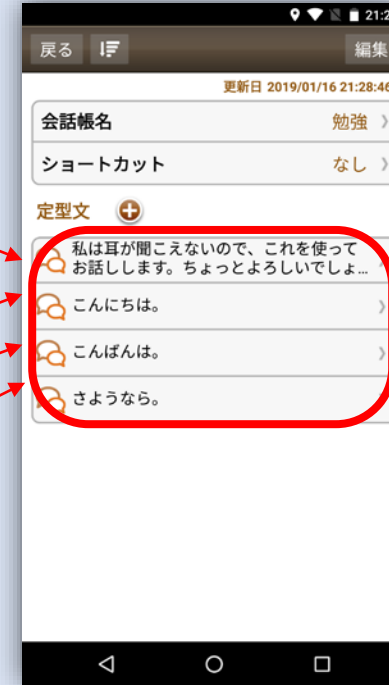 21:2
戻る 編集
更新日 2019/01/16 21:28:46
会話帳名 勉強
ショートカット なし
定型文
私は耳が聞こえないので、これを使って
お話しします。ちょっとよろしいでしょ...
こんにちは。
こんばんは。
さようなら。